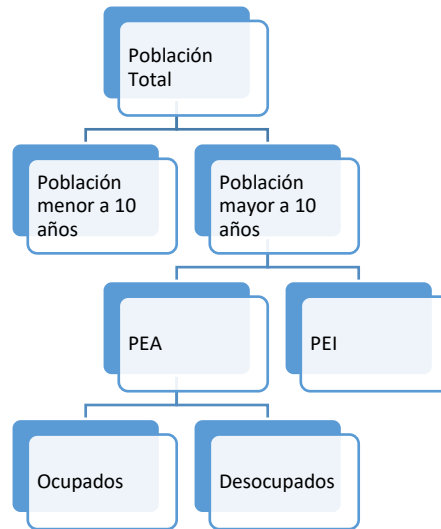 Población
Total
Población
menor a 10
años
Población
mayor a 10
años
PEA
PEI
Ocupados
Desocupados